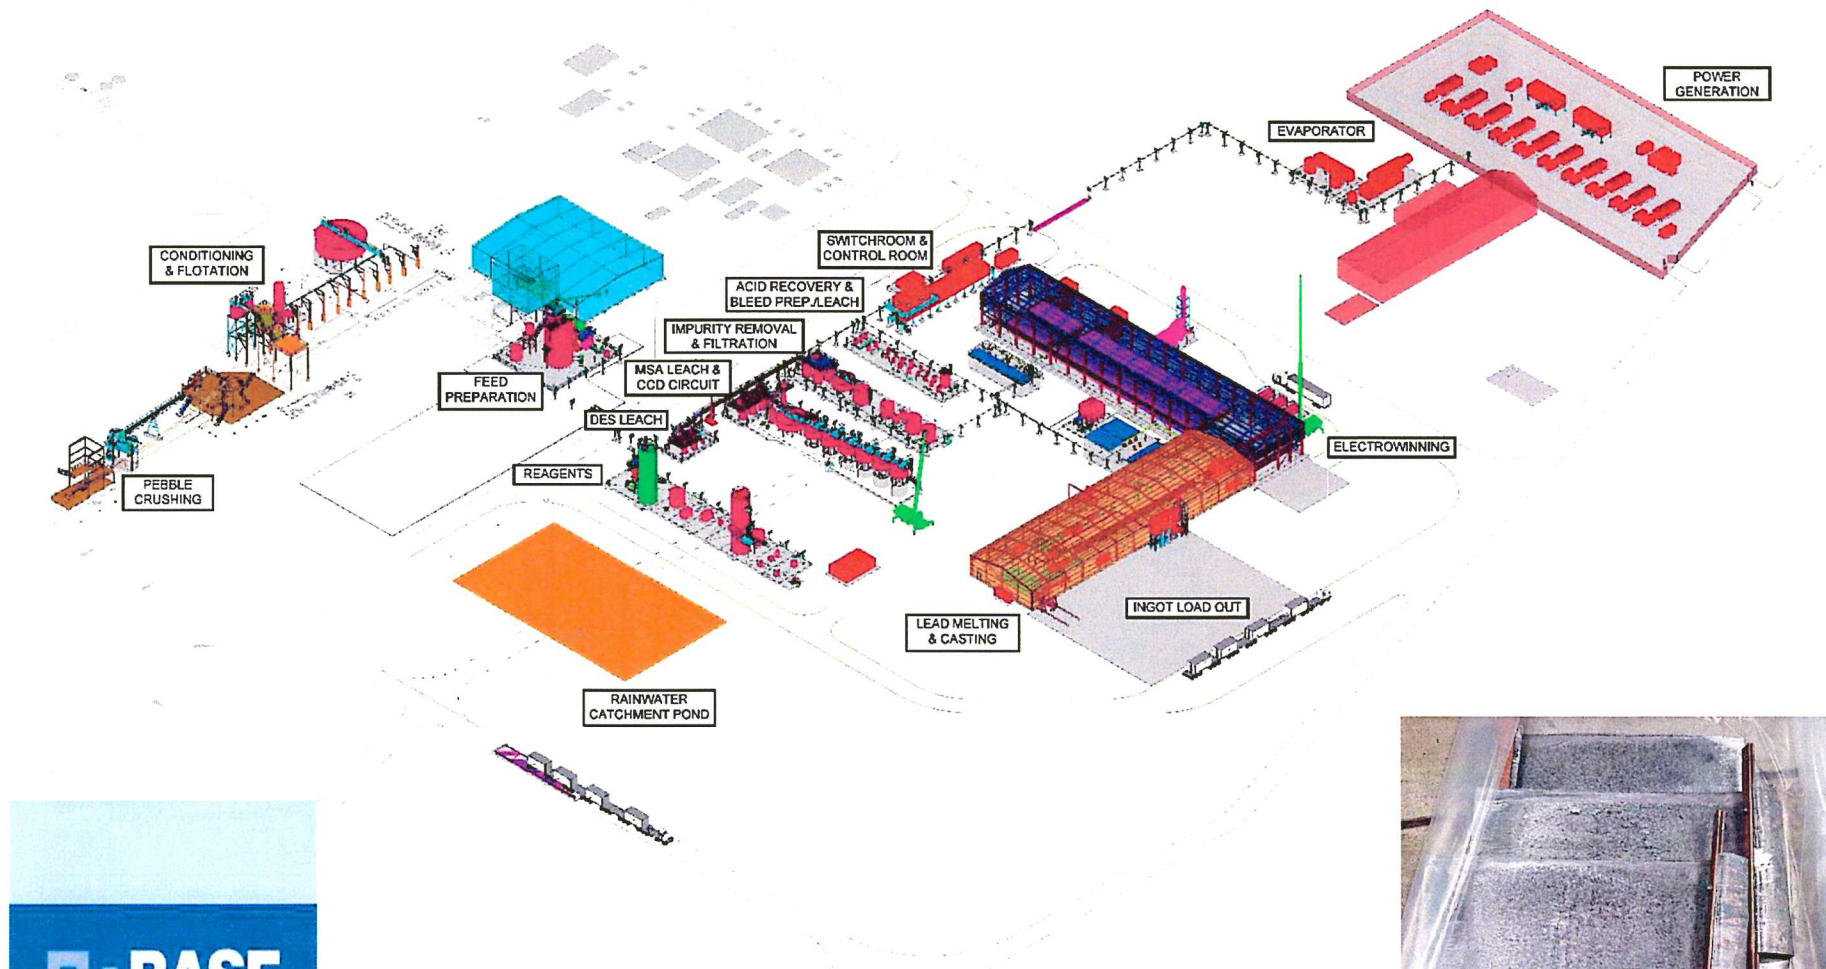 POWER
GENERATION
EVAPORATOR
SWITCHROOM &
CONTROL ROOM
CONDITIONING
& FLOTATION
ACID RECOVERY &
BLEED PREP./LEACH
IMPURITY REMOVAL
& FILTRATION
MSA LEACH &
CCD CIRCUIT
FEED
PREPARATION
DES LEACH
ELECTROWINNING
REAGENTS
PEBBLE
CRUSHING
INGOT LOAD OUT
LEAD MELTING
& CASTING
RAINWATER
CATCHMENT POND
BASF